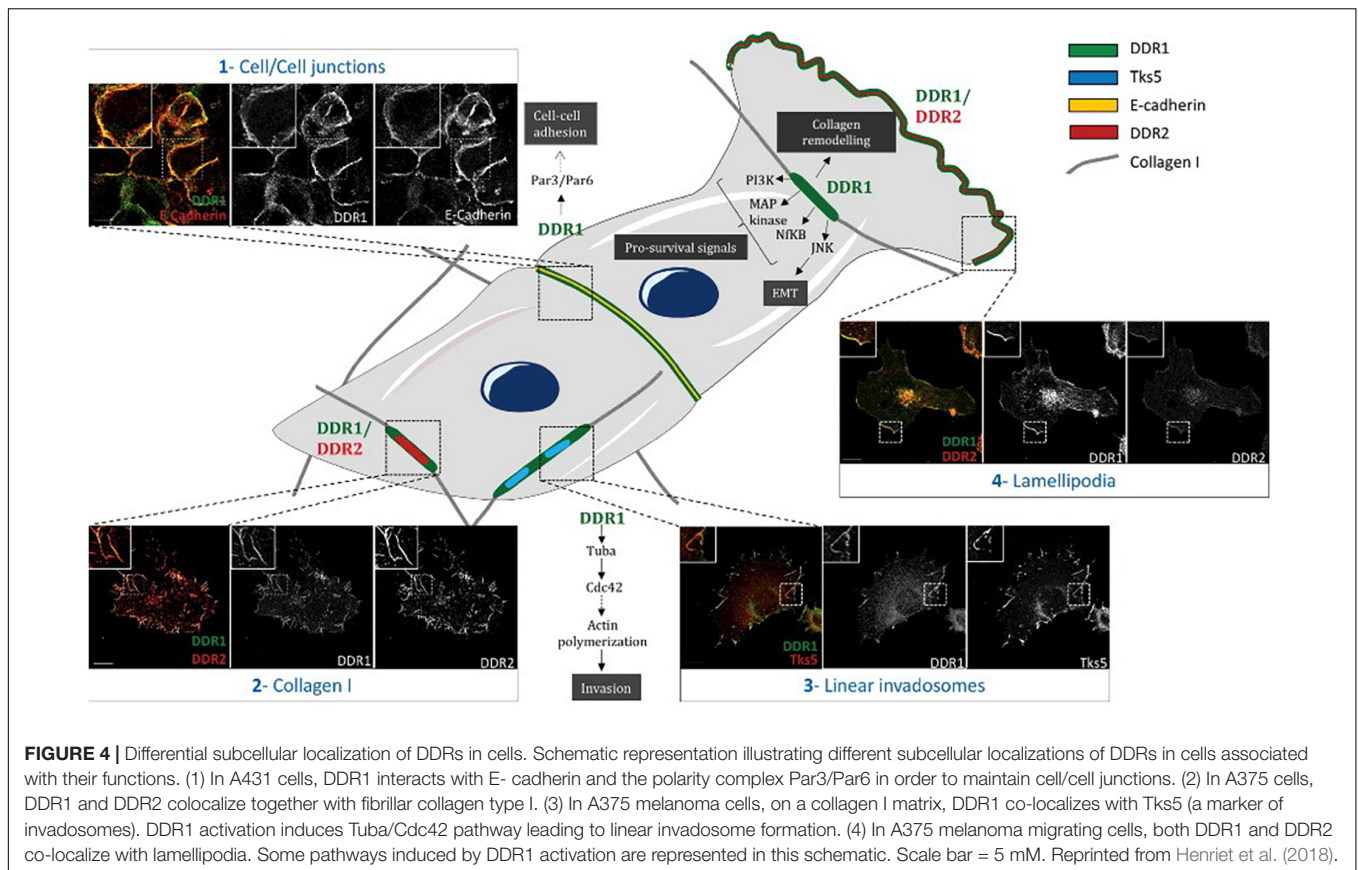 1- Cell/Cell junctions
DDR1
E-Cadherin
DDR1
E-Cadherin
Cell-cell
adhesion
Par3/Par6
DDR1
DDR1/
DDR2
Collagen
remodelling
PI3K
DDR1
MAP
kinase
NfKB
JNK
Pro-survival signals
EMT
DDR1
Tks5
E-cadherin
DDR2
Collagen I
DDR1
DDR2
DDR1
DDR2
4- Lamellipodia
DDR1/
DDR2
DDR1
DDR2
DDR1
DDR2
2- Collagen I
DDR1
Tuba
Cdc42
Actin
polymerization
Invasion
DDR1
Tks5
DDR1
Tks5
3- Linear invadosomes
FIGURE 4 | Differential subcellular localization of DDRs in cells. Schematic representation illustrating different subcellular localizations of DDRs in cells associated
with their functions. (1) In A431 cells, DDR1 interacts with E- cadherin and the polarity complex Par3/Par6 in order to maintain cell/cell junctions. (2) In A375 cells,
DDR1 and DDR2 colocalize together with fibrillar collagen type I. (3) In A375 melanoma cells, on a collagen I matrix, DDR1 co-localizes with Tks5 (a marker of
invadosomes). DDR1 activation induces Tuba/Cdc42 pathway leading to linear invadosome formation. (4) In A375 melanoma migrating cells, both DDR1 and DDR2
co-localize with lamellipodia. Some pathways induced by DDR1 activation are represented in this schematic. Scale bar = 5 mM. Reprinted from Henriet et al. (2018).